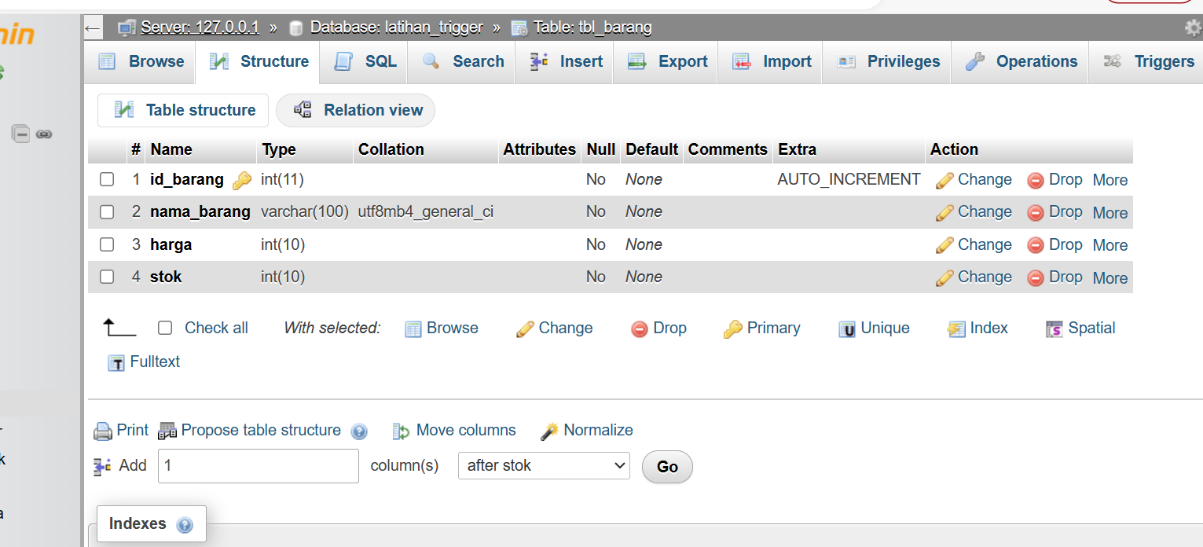 min
← Server: 127.0.0.1 » Database: latihan_trigger » Table: tbl_barang
Browse Structure SQL Search Insert Export Import Privileges Operations Triggers
Table structure Relation view
# Name Type Collation Attributes Null Default Comments Extra Action
1 id_barang int(11) No None AUTO_INCREMENT Change Drop More
2 nama_barang varchar(100) utf8mb4_general_ci No None Change Drop More
3 harga int(10) No None Change Drop More
4 stok int(10) No None Change Drop More
Check all With selected: Browse Change Drop Primary Unique Index Spatial
Fulltext
Print Propose table structure Move columns Normalize
Add 1 column(s) after stok Go
Indexes